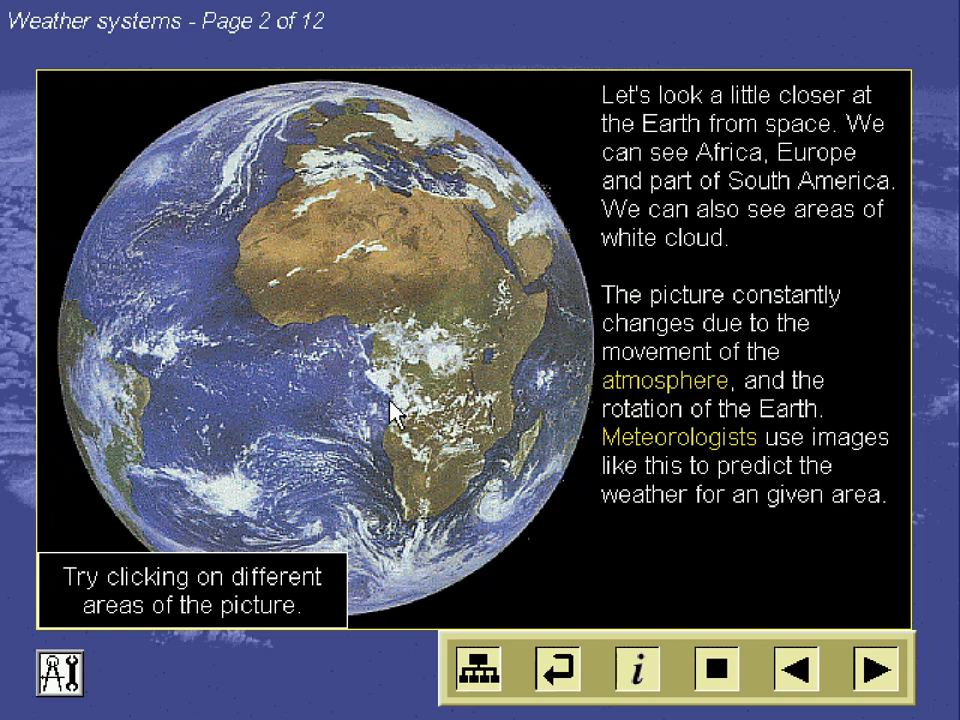 Weather systems - Page 2 of 12
Let's look a little closer at
the Earth from space. We
can see Africa, Europe
and part of South America.
We can also see areas of
white cloud.
The picture constantly
changes due to the
movement of the
atmosphere, and the
rotation of the Earth.
Meteorologists use images
like this to predict the
weather for an given area.
Try clicking on different
areas of the picture.
i